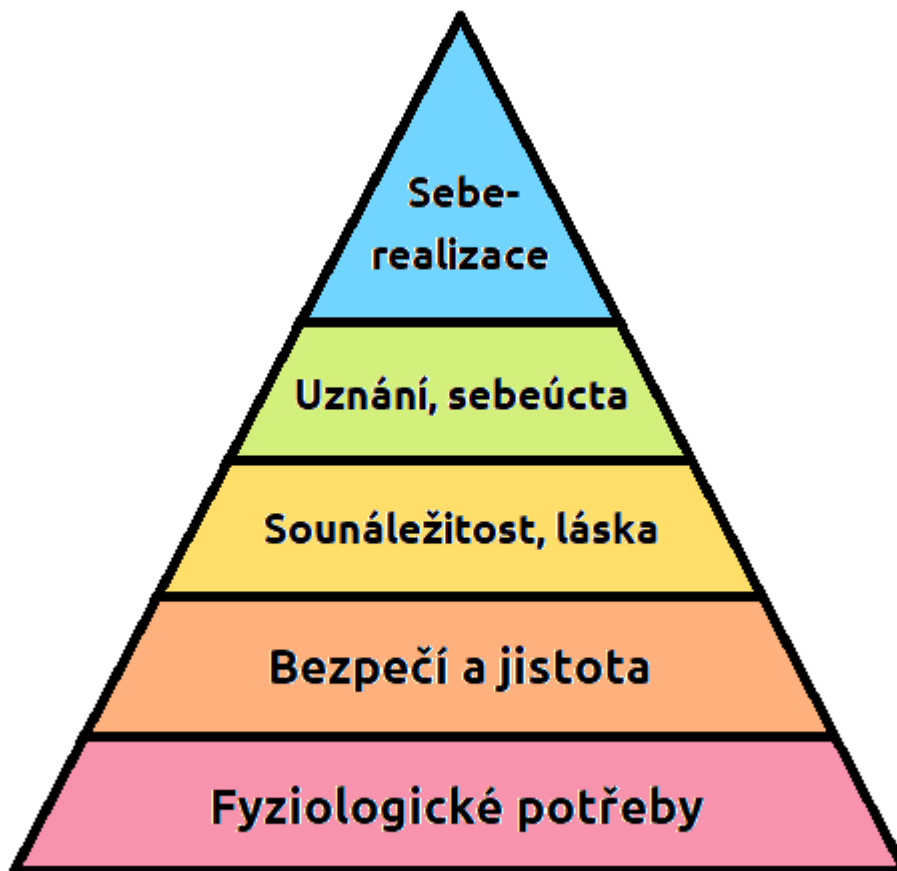 Sebe-
realizace
Uznání, sebeúcta
Sounáležitost, láska
Bezpečí a jistota
Fyziologické potřeby